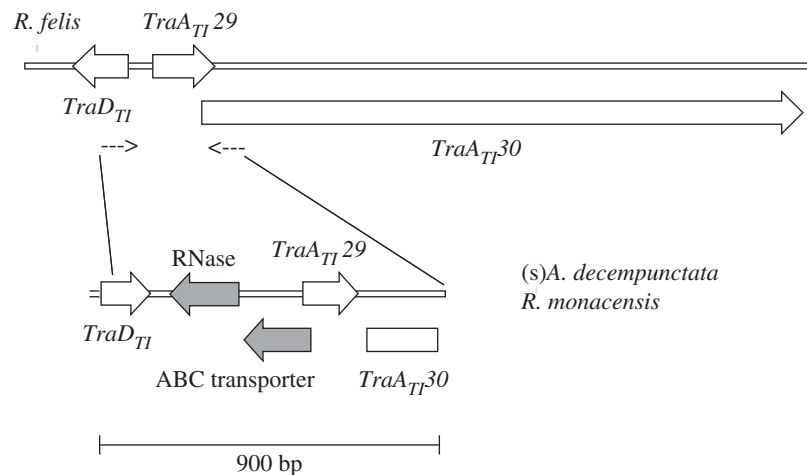 R. felis
TraA_TI 29
TraD_TI
TraA_TI 30
TraA_TI 29
RNase
(s)A. decempunctata
R. monacensis
TraD_TI
ABC transporter
TraA_TI 30
900 bp